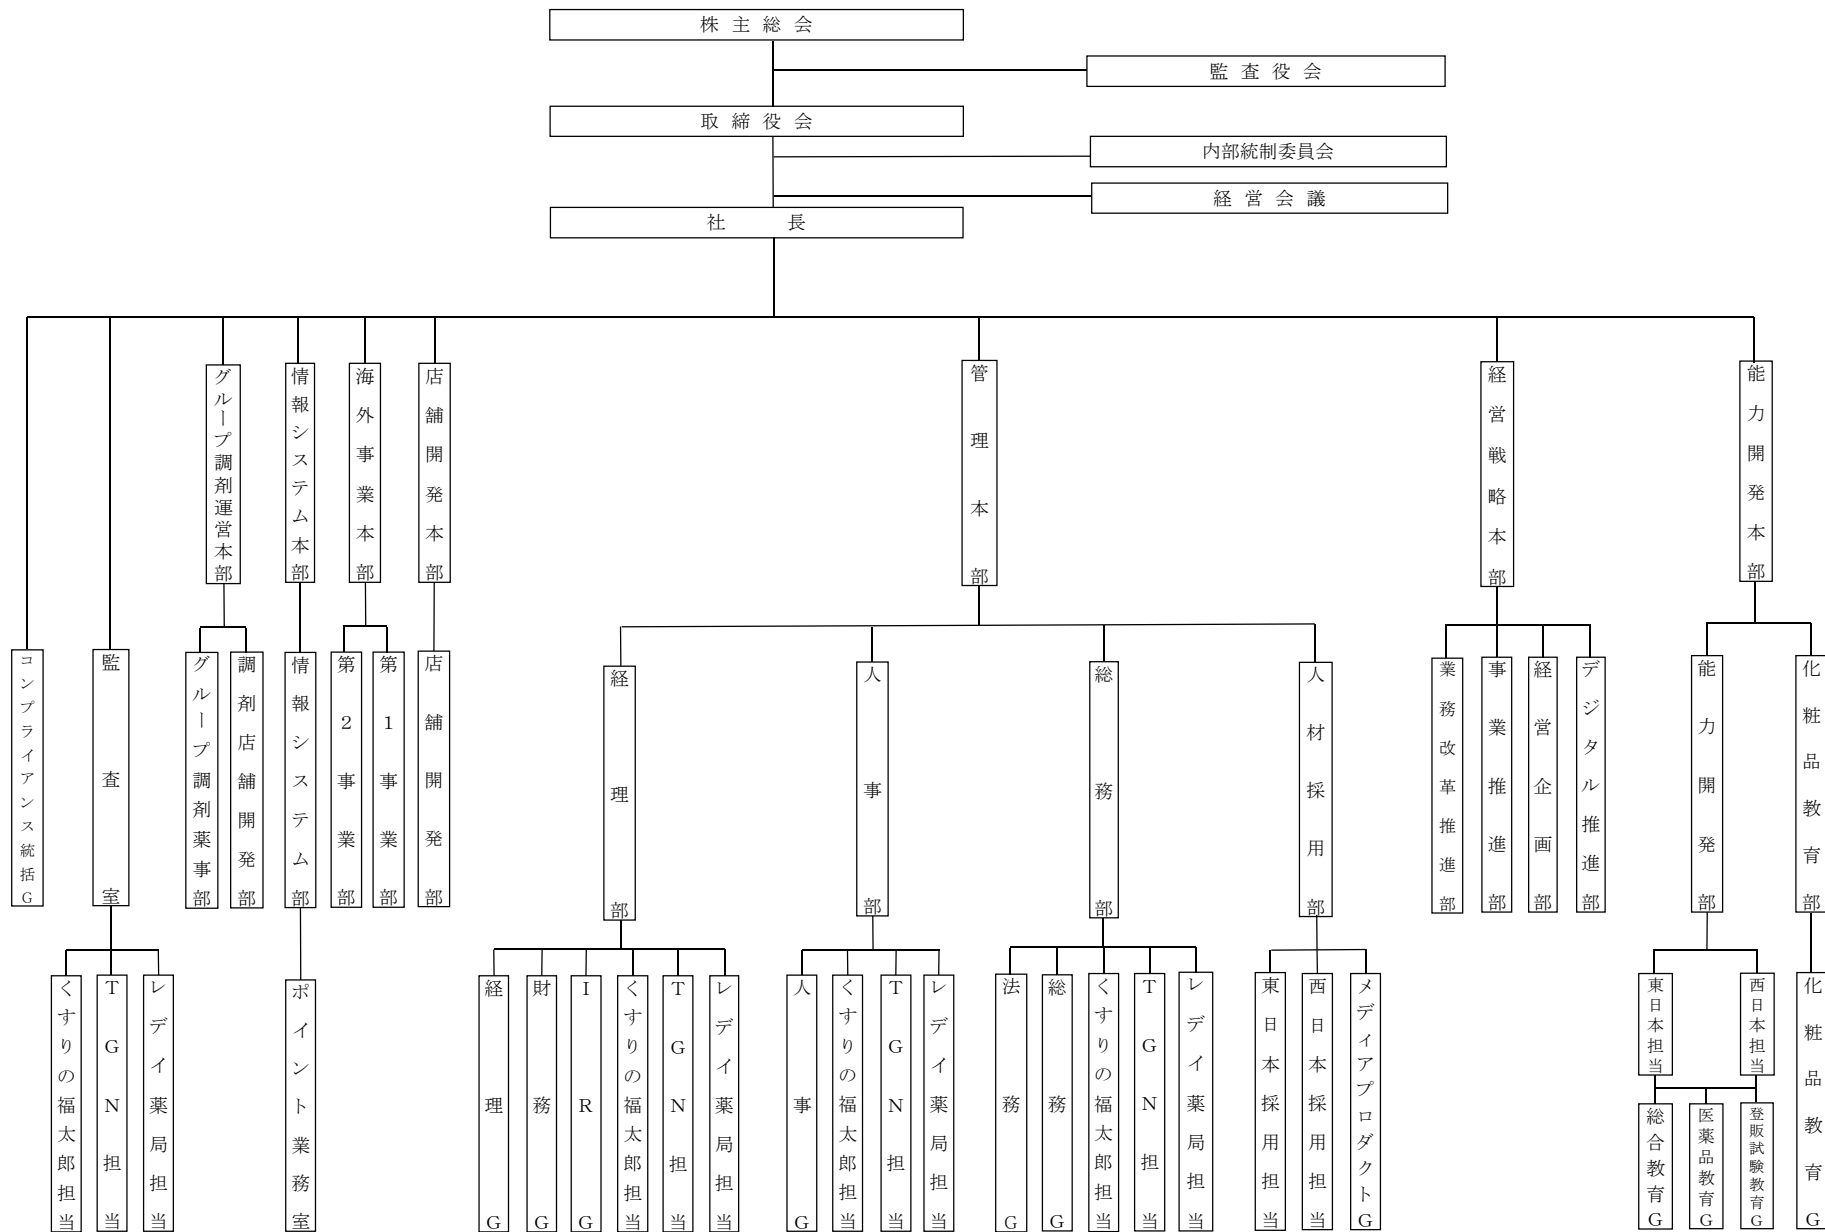 株主総会
監査役会
取締役会
内部統制委員会
経営会議
社長
グループ調剤運営本部
情報システム本部
海外事業本部
店舗開発本部
管理本部
経営戦略本部
能力開発本部
コンプライアンス統括G
監査室
グループ調剤薬事部
調剤店舗開発部
情報システム部
第2事業部
第1事業部
店舗開発部
経理部
人事部
総務部
人材採用部
業務改革推進部
事業推進部
経営企画部
デジタル推進部
能力開発部
化粧品教育部
くすりの福太郎担当
TGN担当
レデイ薬局担当
ポイント業務室
経理G
財務G
IRG
くすりの福太郎担当
TGN担当
レデイ薬局担当
人事G
くすりの福太郎担当
TGN担当
レデイ薬局担当
法務G
総務G
くすりの福太郎担当
TGN担当
レデイ薬局担当
東日本採用担当
西日本採用担当
メディアプロダクトG
東日本担当
西日本担当
化粧品教育G
総合教育G
医薬品教育G
登販試験教育G